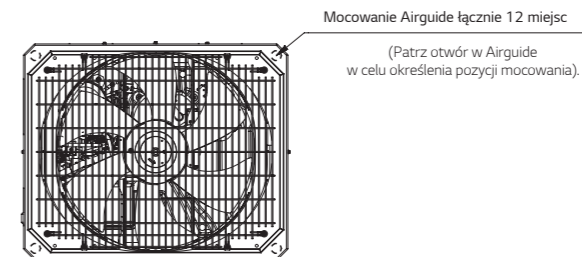 Mocowanie Airguide łącznie 12 miejsc
(Patrz otwór w Airguide
w celu określenia pozycji mocowania).